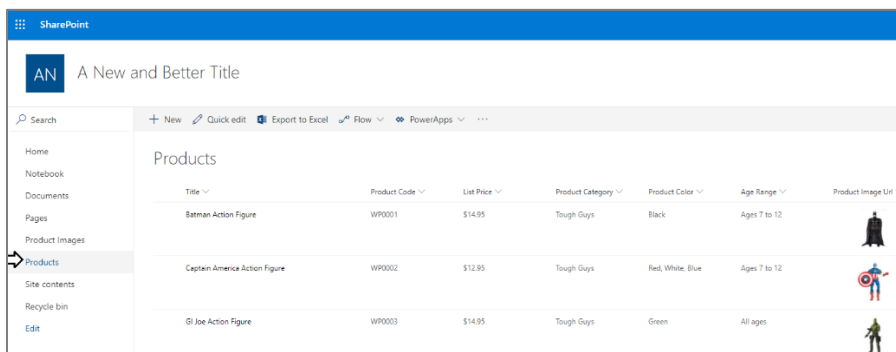 SharePoint
AN A New and Better Title
Search
New Quick edit Export to Excel Flow PowerApps ...
Home
Notebook
Documents
Pages
Product Images
Products
Site contents
Recycle bin
Edit
Products
Title Product Code List Price Product Category Product Color Age Range Product Image Url
Batman Action Figure WP0001 $14.95 Tough Guys Black Ages 7 to 12
Captain America Action Figure WP0002 $12.95 Tough Guys Red, White, Blue Ages 7 to 12
GI Joe Action Figure WP0003 $14.95 Tough Guys Green All ages